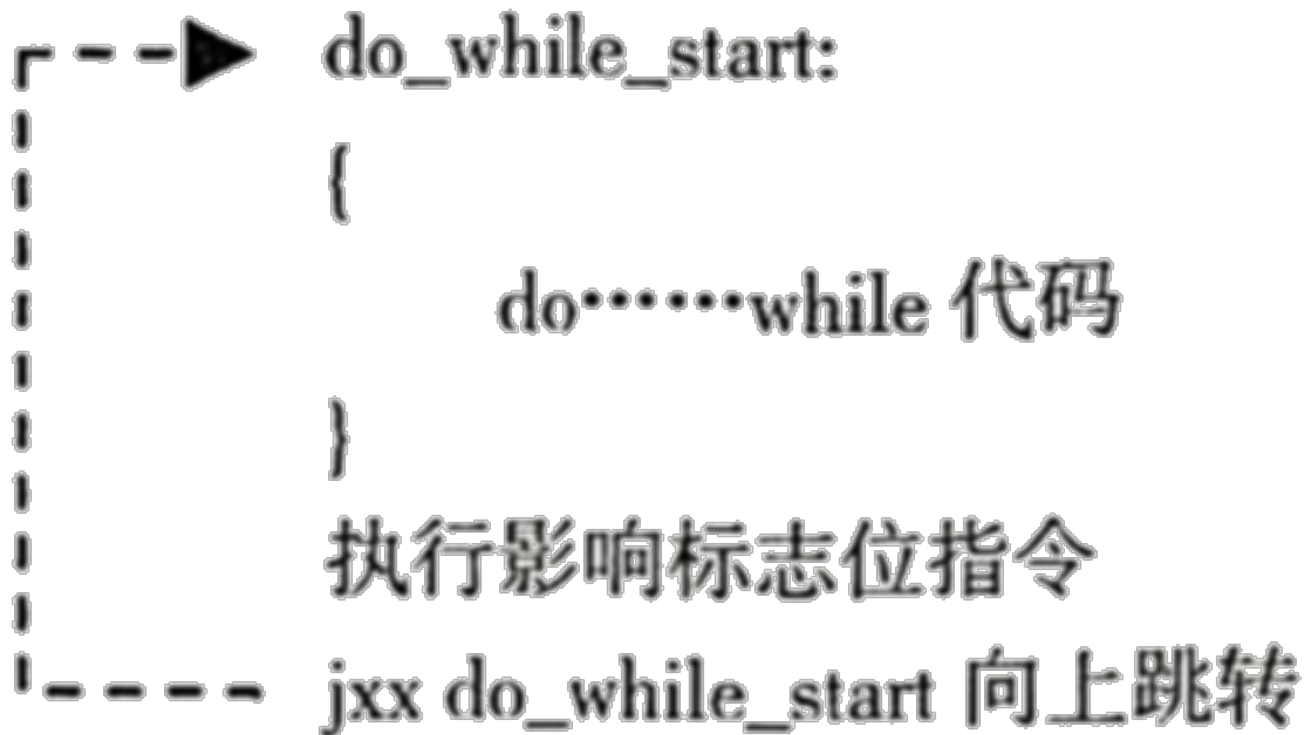 do_while_start:
{
do⋯⋯while 代码
}
执行影响标志位指令
jxx do_while_start 向上跳转